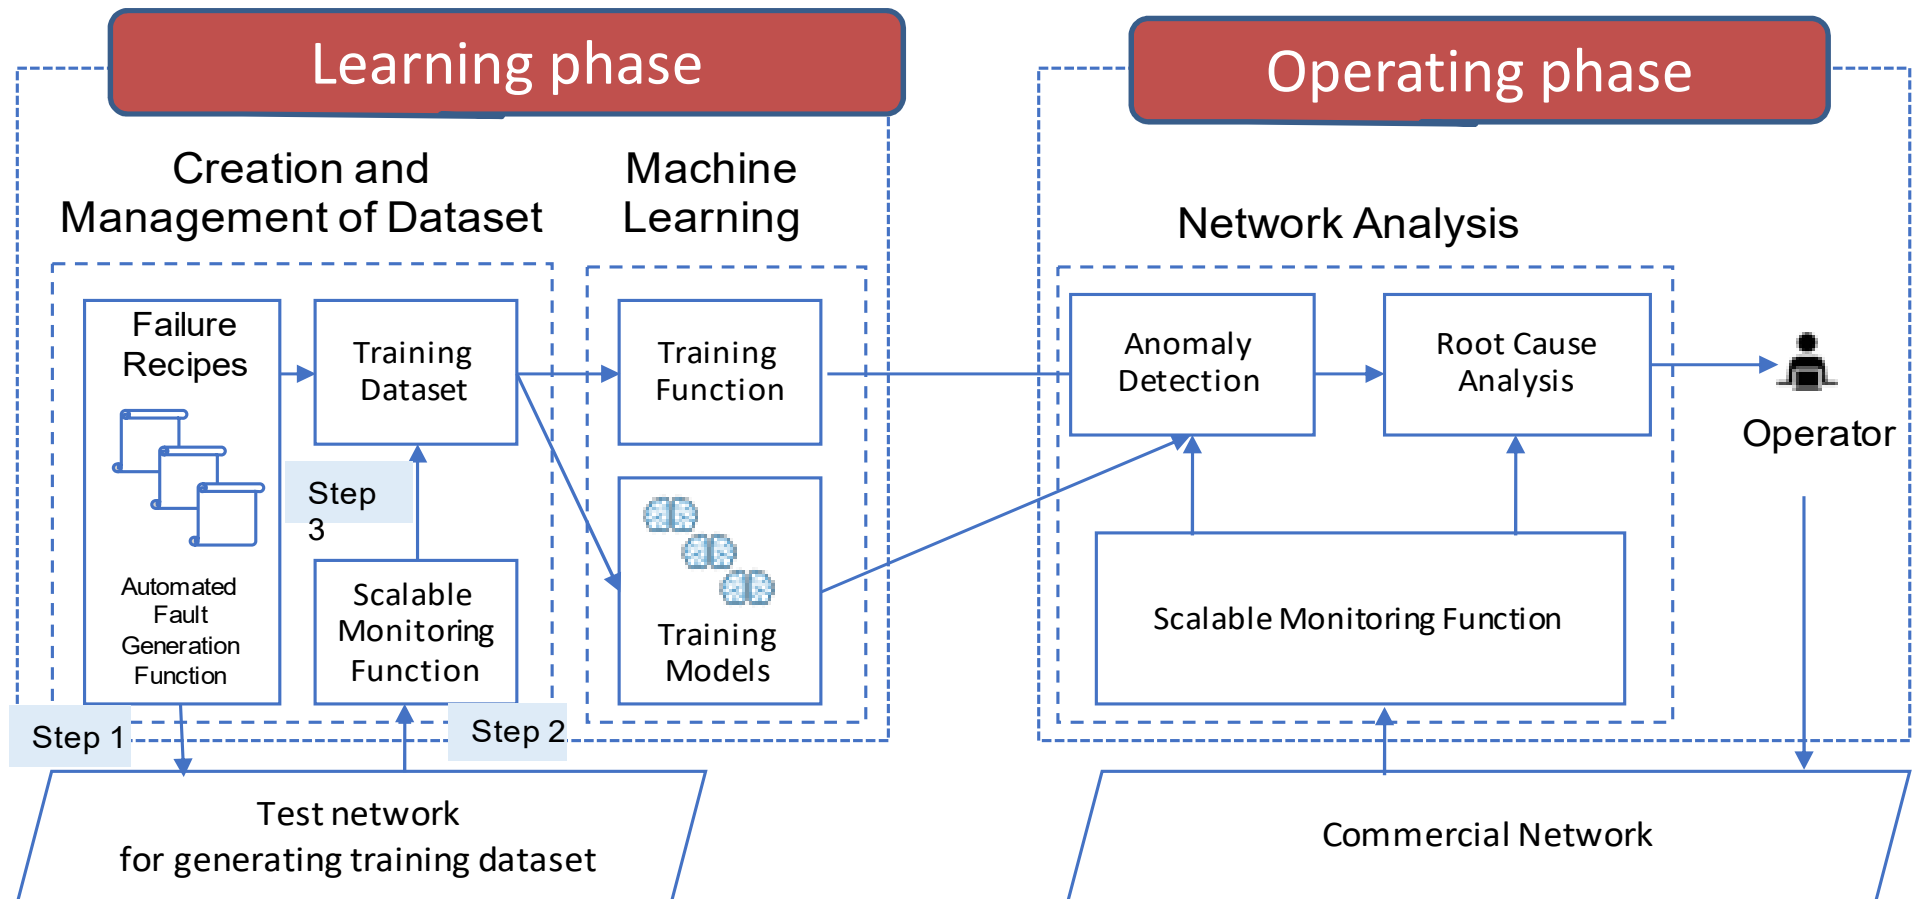 Learning phase
Operating phase
Creation and
Management of Dataset
Machine
Learning
Network Analysis
Failure
Recipes
Automated
Fault
Generation
Function
Training
Dataset
Step
3
Scalable
Monitoring
Function
Training
Function
Training
Models
Anomaly
Detection
Root Cause
Analysis
Scalable Monitoring Function
Operator
Step 1
Step 2
Test network
for generating training dataset
Commercial Network